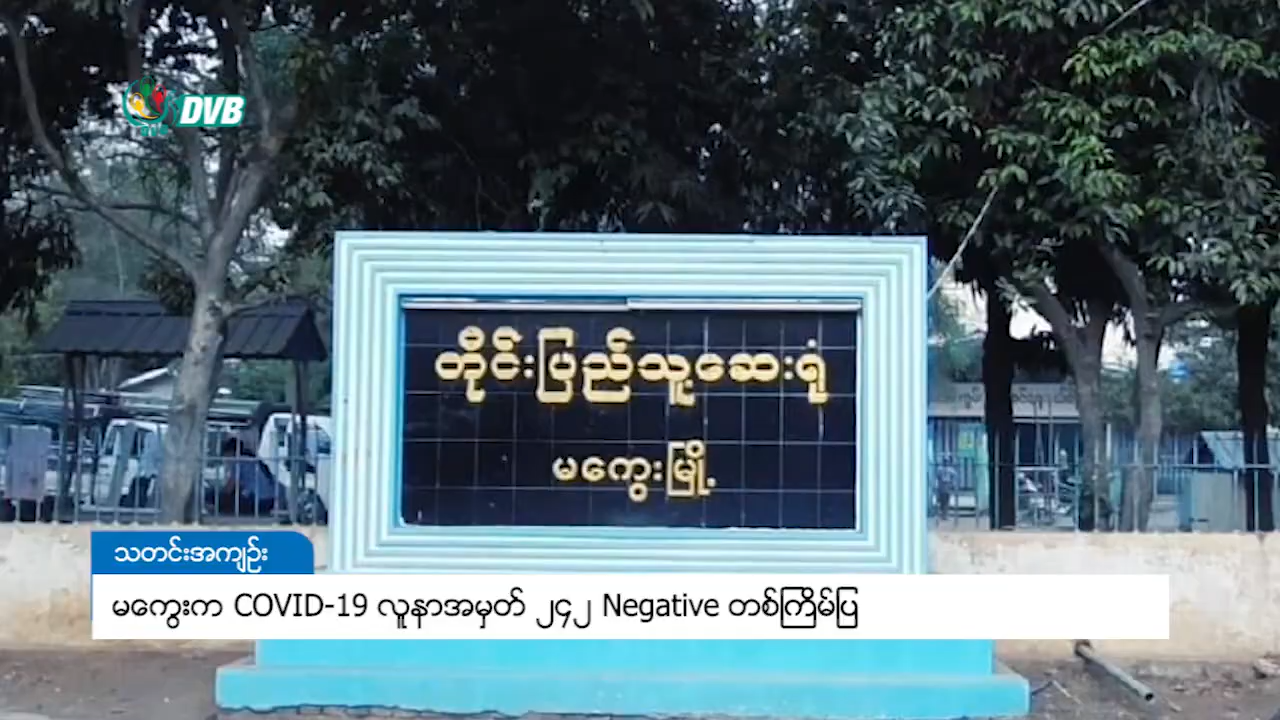 DVB
တိုင်းပြည်သူ့ဆေးရုံ
မကွေးမြို့
သတင်းအကျဉ်း
မကွေးက COVID-19 လူနာအမှတ် ၂၄၂ Negative တစ်ကြိမ်ပြ